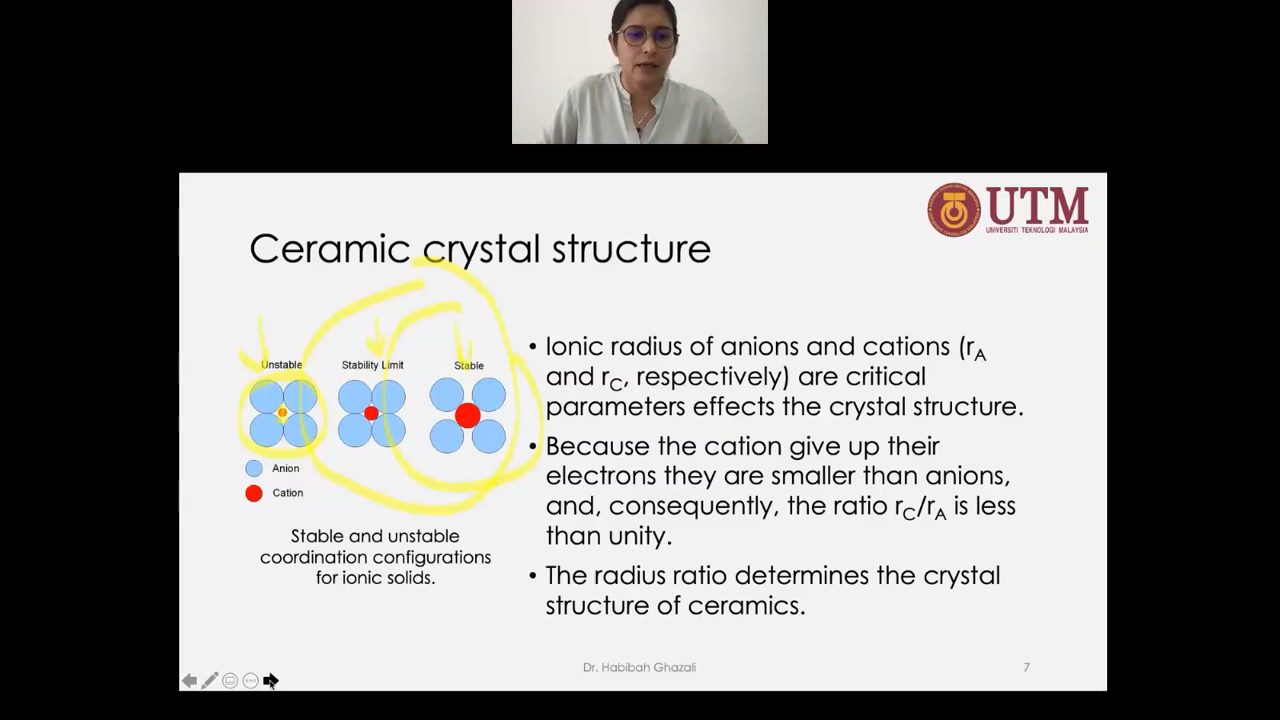 UTM
UNIVERSITI TEKNOLOGI MALAYSIA
Ceramic crystal structure
Unstable
Stability Limit
Stable
Anion
Cation
Stable and unstable
coordination configurations
for ionic solids.
• Ionic radius of anions and cations (rA
and rC, respectively) are critical
parameters effects the crystal structure.
• Because the cation give up their
electrons they are smaller than anions,
and, consequently, the ratio rC/rA is less
than unity.
• The radius ratio determines the crystal
structure of ceramics.
Dr. Habibah Ghazali
7